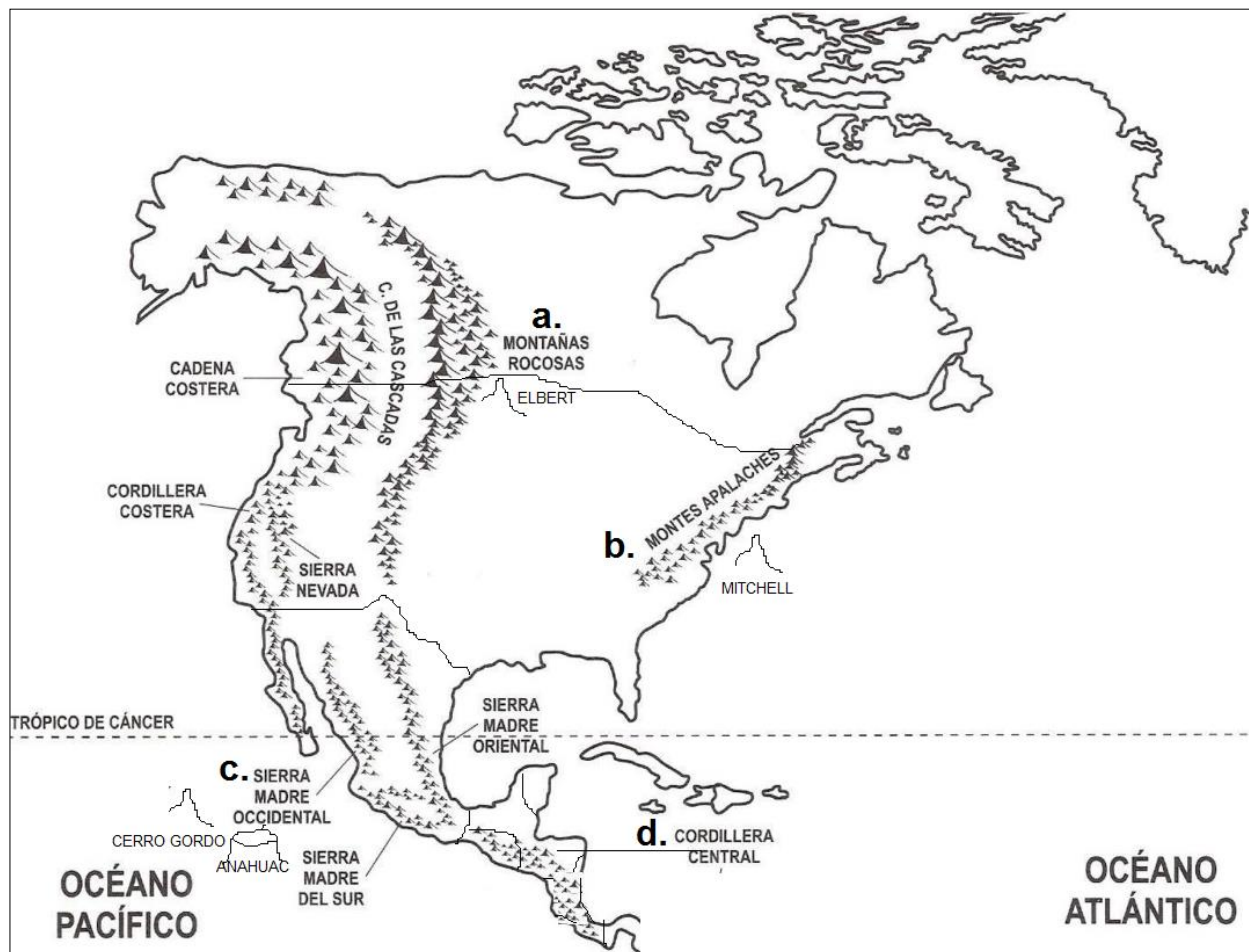 a.
MONTAÑAS
ROCOSAS
C. DE LAS CASCADAS
CADENA
COSTERA
ELBERT
CORDILLERA
COSTERA
MONTES APALACHES
b.
SIERRA
NEVADA
MITCHELL
SIERRA
MADRE
ORIENTAL
TRÓPICO DE CÁNCER
c. SIERRA
MADRE
OCCIDENTAL
CERRO GORDO
ANAHUAC
d. CORDILLERA
CENTRAL
SIERRA
MADRE
DEL SUR
OCÉANO
PACÍFICO
OCÉANO
ATLÁNTICO